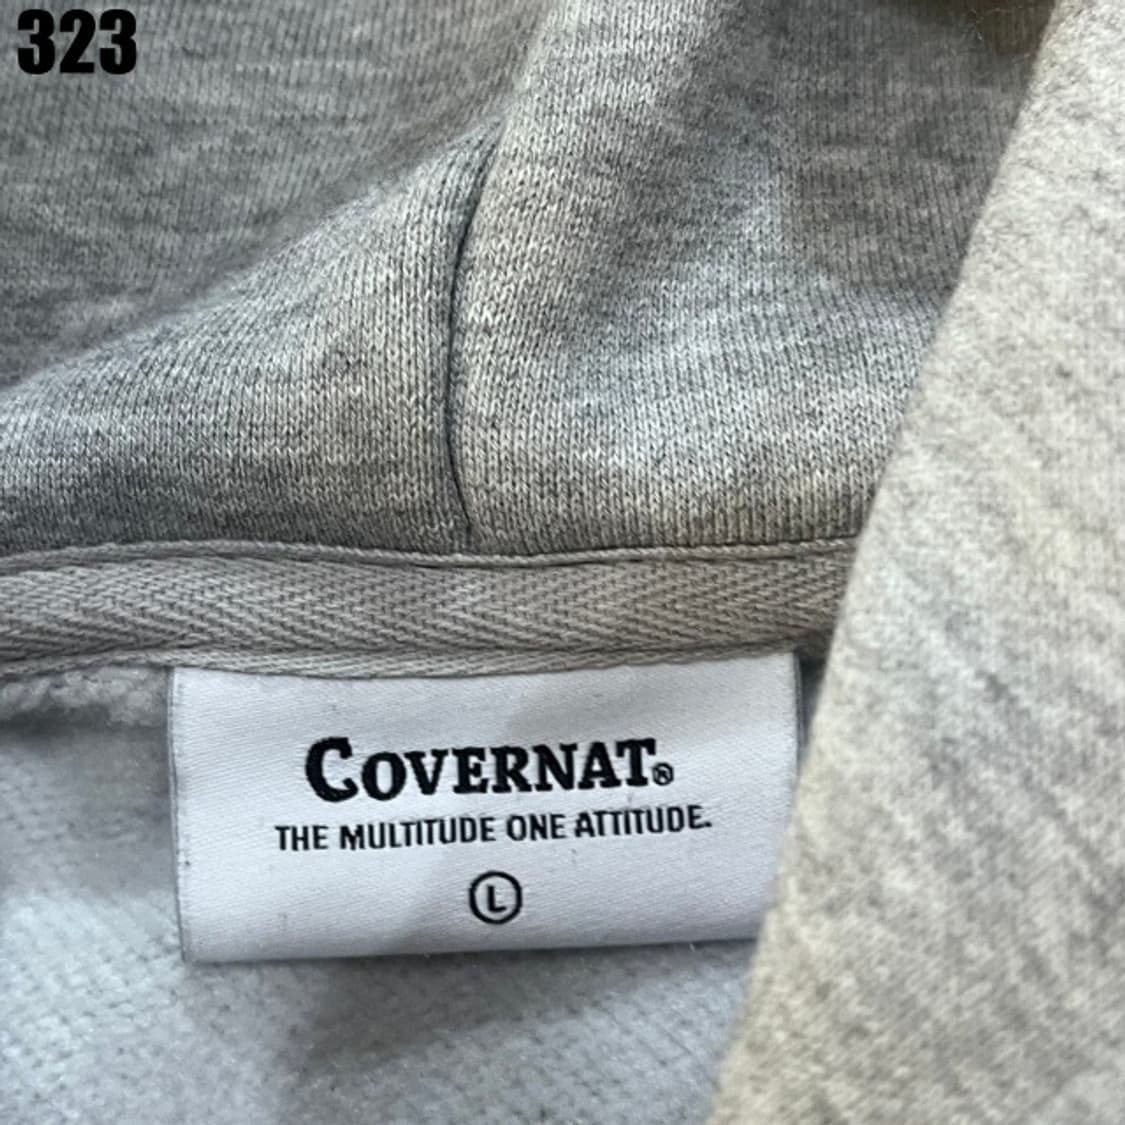 323
COVERNAT®
THE MULTITUDE ONE ATTITUDE.
L